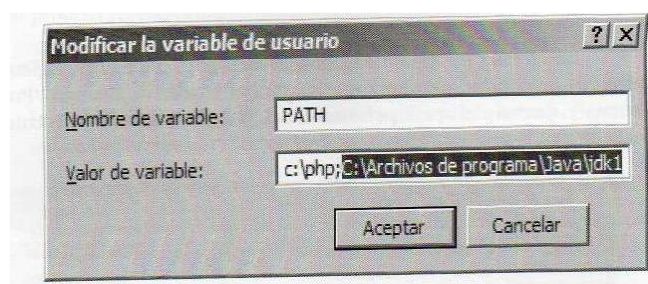 Modificar la variable de usuario
? X
Nombre de variable:
PATH
Valor de variable:
c:\php;C:\Archivos de programa\Java\jdk1
Aceptar
Cancelar